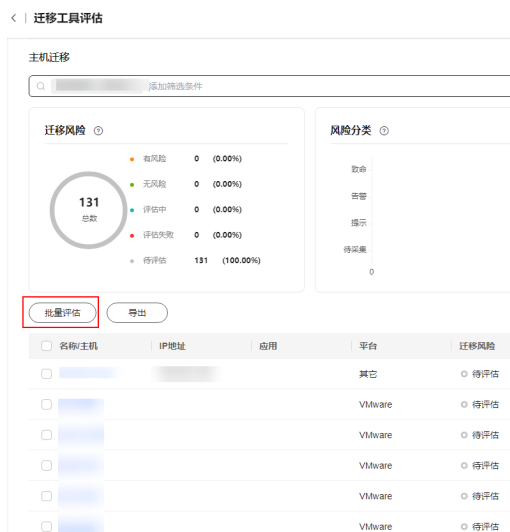 迁移工具评估
主机迁移
添加筛选条件
迁移风险
有风险 0 (0.00%)
无风险 0 (0.00%)
评估中 0 (0.00%)
评估失败 0 (0.00%)
待评估 131 (100.00%)
131
总数
风险分类
致命
告警
提示
待采集
0
批量评估 导出
名称/主机 IP地址 应用 平台 迁移风险
其它 待评估
VMware 待评估
VMware 待评估
VMware 待评估
VMware 待评估
VMware 待评估